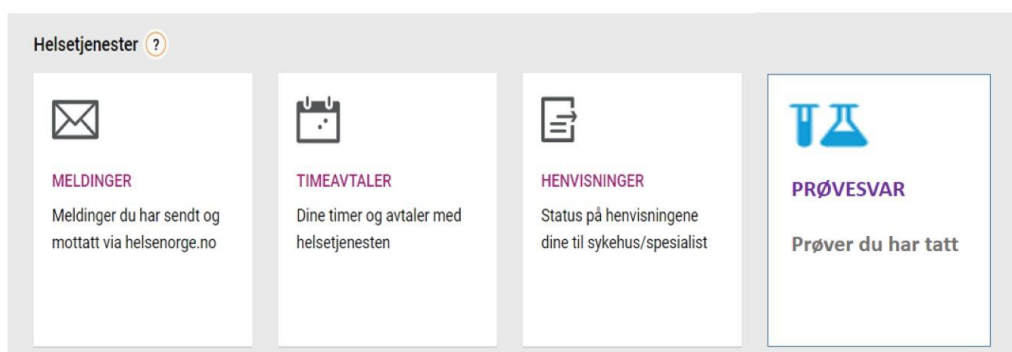 Helsetjenester ?
MELDINGER
Meldinger du har sendt og
mottatt via helsenorge.no
TIMEAVTALER
Dine timer og avtaler med
helsetjenesten
HENVISNINGER
Status på henvisningene
dine til sykehus/spesialist
PRØVESVAR
Prøver du har tatt